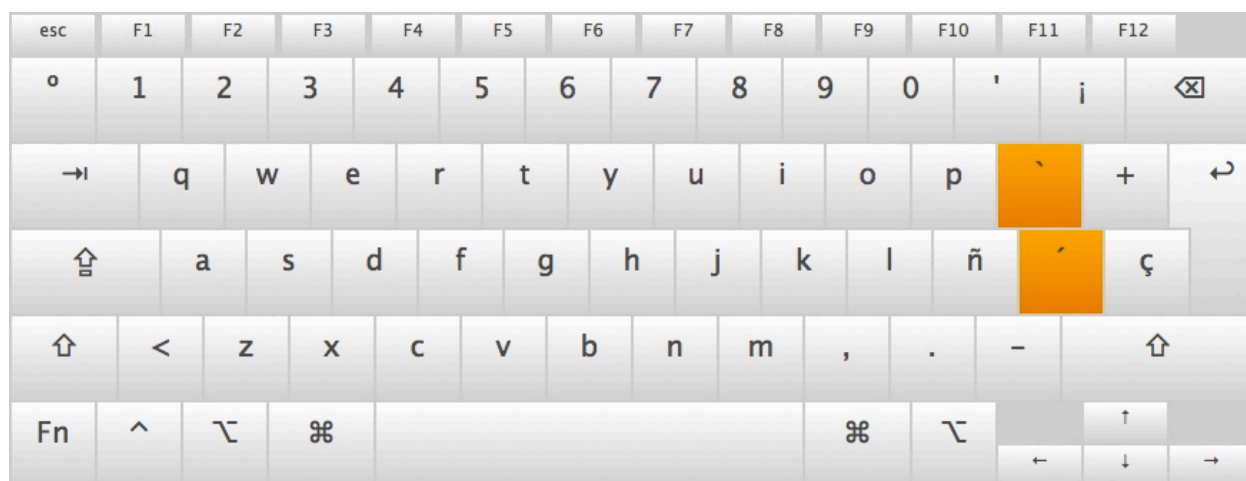 esc F1 F2 F3 F4 F5 F6 F7 F8 F9 F10 F11 F12
º 1 2 3 4 5 6 7 8 9 0 ' ¡ ⌫
⇥ q w e r t y u i o p ` + ↩
⇪ a s d f g h j k l ñ ´ ç
⇧ < z x c v b n m , . - ⇧
Fn ^ ⌥ ⌘ ⌘ ⌥ ↑
← ↓ →